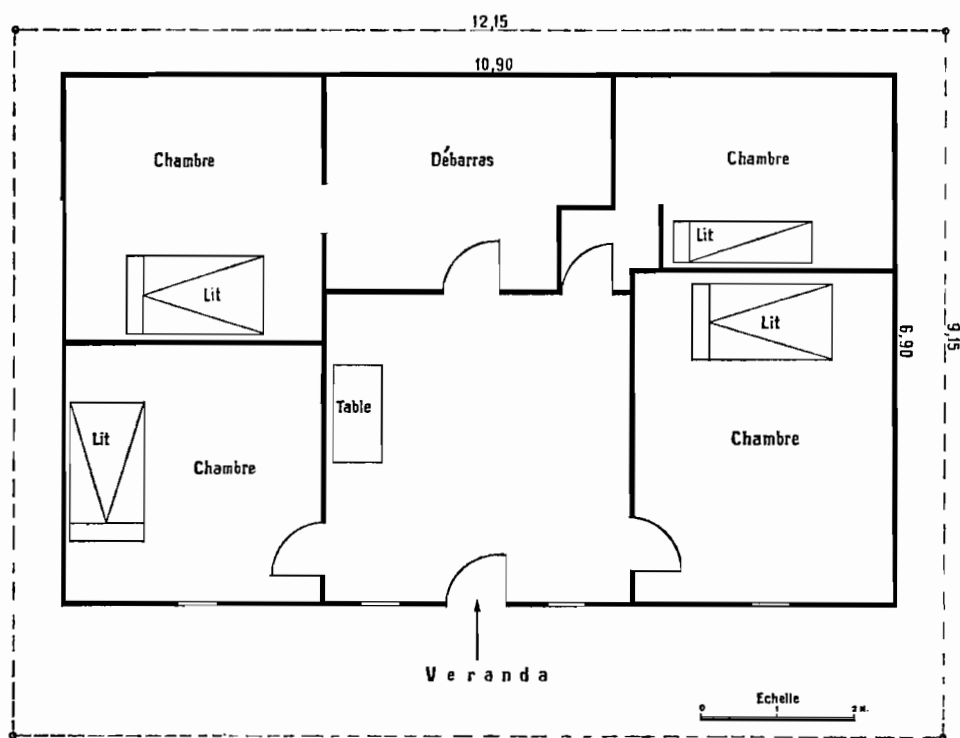 12,15
10,90
Chambre
Débarras
Chambre
Lit
Lit
Lit
6,90
9,15
Table
Lit
Chambre
Chambre
Veranda
Echelle
0 1 2 M.